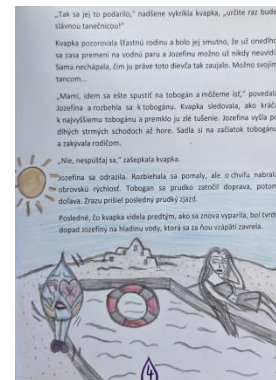 „Tak sa jej to podarilo,“ nadšene vykríkla kvapka, „určite raz bude
slávnou tanečnicou!“
Kvapka pozorovala šťastnú rodinu a bolo jej smutno, že onedlho
sa zasa premení na vodnú paru a Jozefínu možno už nikdy neuvidí.
Sama nechápala, čím ju práve toto dievča tak zaujalo. Možno svojim
tancom...
„Mami, idem sa ešte spustiť na tobogán a môžeme ísť,“ povedala
Jozefína a rozbehla sa k tobogánu. Kvapka sledovala, ako kráča
k najvyššiemu tobogánu a premklo ju zlé tušenie. Jozefína vyšla po
dlhých strmých schodoch až hore. Sadla si na začiatok tobogánu
a zakývala rodičom.
„Nie, nespúšťaj sa,“ zašepkala kvapka.
Jozefína sa odrazila. Rozbiehala sa pomaly, ale o chvíľu nabrala
obrovskú rýchlosť. Tobogan sa prudko zatočil doprava, potom
doľava. Zrazu prišiel posledný prudký zjazd.
Posledné, čo kvapka videla predtým, ako sa znova vyparila, bol tvrdý
dopad Jozefíny na hladinu vody, ktorá sa za ňou vzápätí zavrela.
4